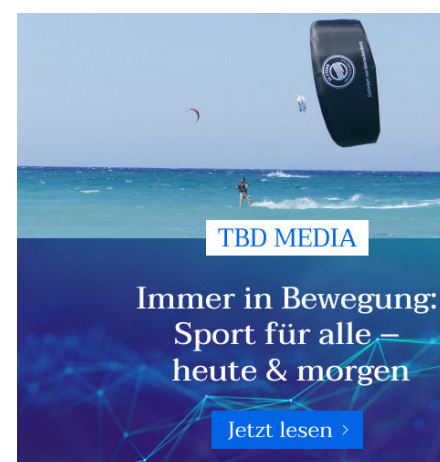 TBD MEDIA
Immer in Bewegung:
Sport für alle –
heute & morgen
Jetzt lesen >